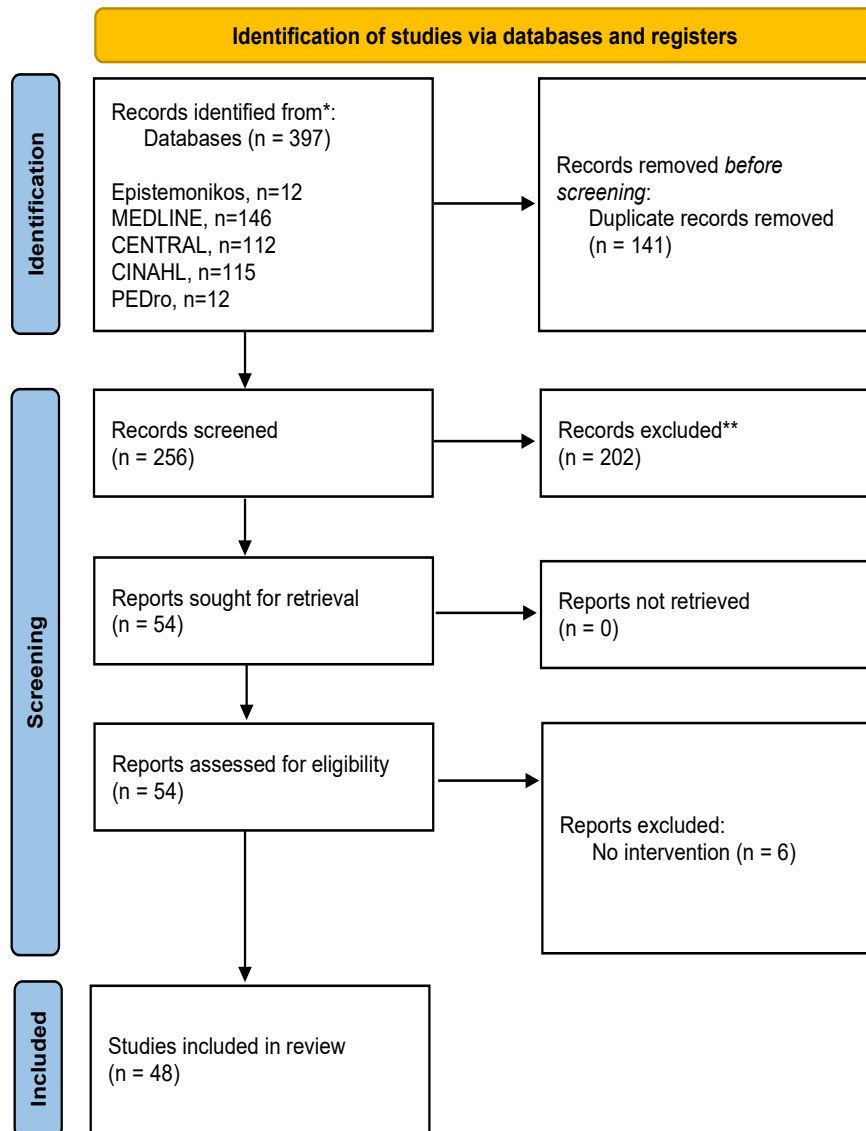 Identification of studies via databases and registers
Identification
Records identified from*:
Databases (n = 397)
Epistemonikos, n=12
MEDLINE, n=146
CENTRAL, n=112
CINAHL, n=115
PEDro, n=12
Records removed before
screening:
Duplicate records removed
(n = 141)
Screening
Records screened
(n = 256)
Records excluded**
(n = 202)
Reports sought for retrieval
(n = 54)
Reports not retrieved
(n = 0)
Reports assessed for eligibility
(n = 54)
Reports excluded:
No intervention (n = 6)
Included
Studies included in review
(n = 48)